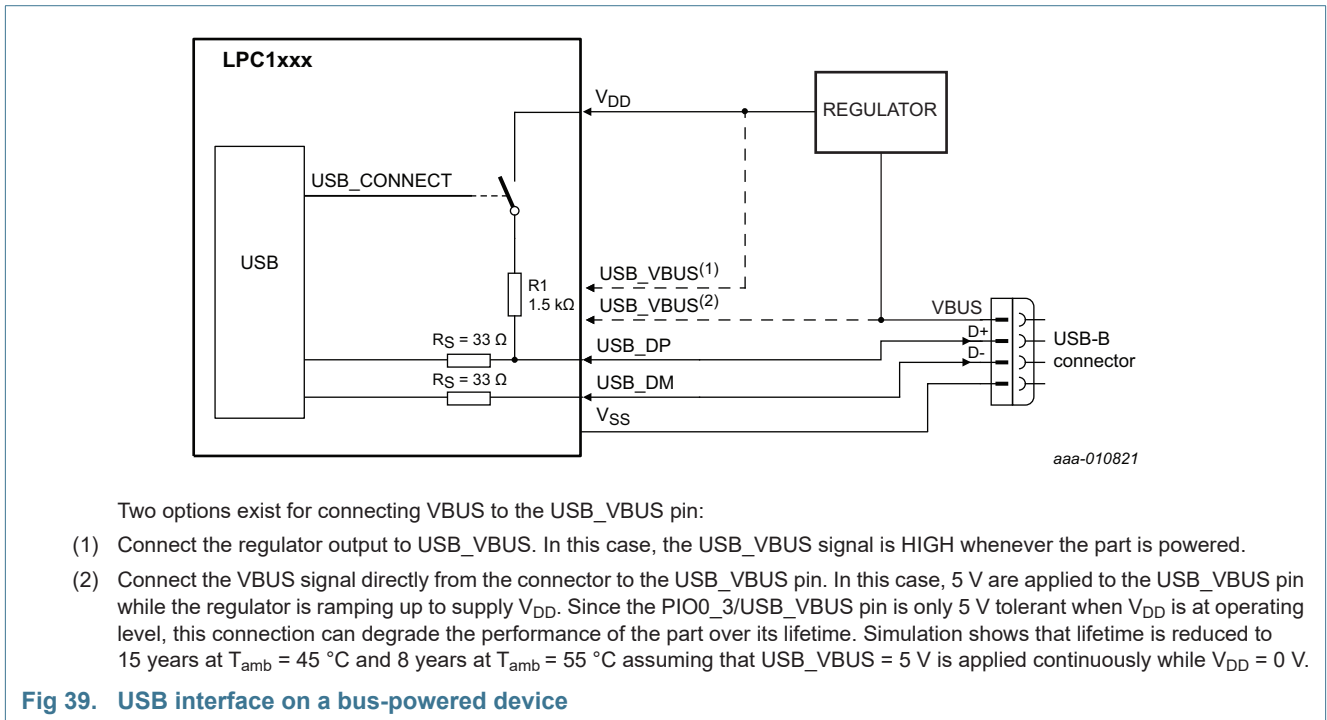 LPC1xxx
VDD
REGULATOR
USB_CONNECT
USB
R1
1.5 kΩ
USB_VBUS(1)
USB_VBUS(2)
VBUS
D+
USB-B
connector
D-
RS = 33 Ω
USB_DP
RS = 33 Ω
USB_DM
VSS
aaa-010821
Two options exist for connecting VBUS to the USB_VBUS pin:
(1) Connect the regulator output to USB_VBUS. In this case, the USB_VBUS signal is HIGH whenever the part is powered.
(2) Connect the VBUS signal directly from the connector to the USB_VBUS pin. In this case, 5 V are applied to the USB_VBUS pin
while the regulator is ramping up to supply VDD. Since the PIO0_3/USB_VBUS pin is only 5 V tolerant when VDD is at operating
level, this connection can degrade the performance of the part over its lifetime. Simulation shows that lifetime is reduced to
15 years at Tamb = 45 °C and 8 years at Tamb = 55 °C assuming that USB_VBUS = 5 V is applied continuously while VDD = 0 V.
Fig 39. USB interface on a bus-powered device